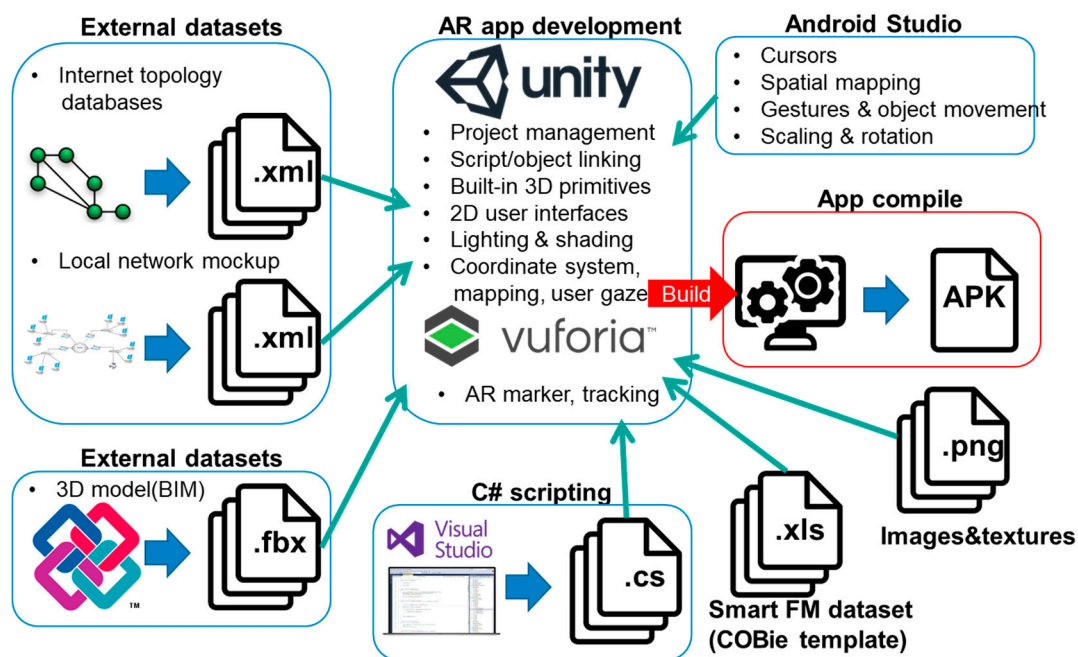 External datasets
• Internet topology
databases
.xml
• Local network mockup
.xml
External datasets
• 3D model(BIM)
TM
.fbx
AR app development
unity
• Project management
• Script/object linking
• Built-in 3D primitives
• 2D user interfaces
• Lighting & shading
• Coordinate system,
mapping, user gaze
vuforia™
• AR marker, tracking
Build
C# scripting
Visual
Studio
.cs
Android Studio
• Cursors
• Spatial mapping
• Gestures & object movement
• Scaling & rotation
App compile
APK
.png
Images&textures
.xls
Smart FM dataset
(COBie template)